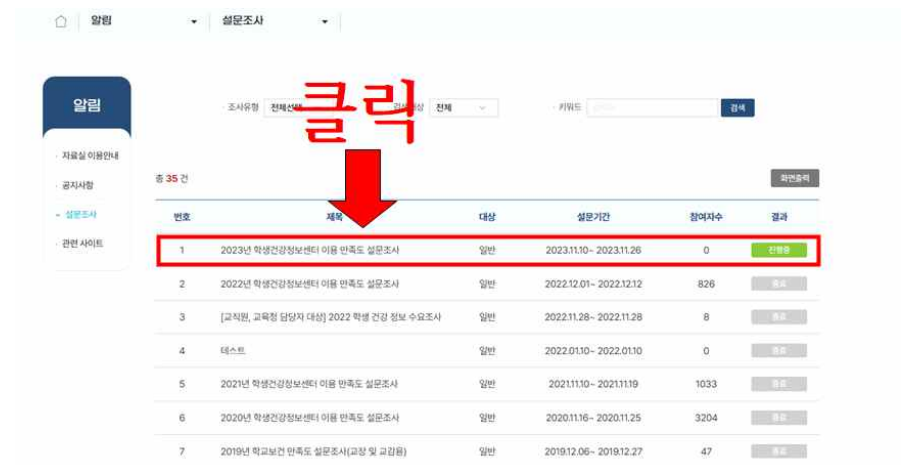 알림 설문조사
클릭
알림
조사유형 전체선택 대상 전체 키워드 검색
· 자료실 이용안내
· 공지사항
- 설문조사
· 관련 사이트
총 35 건 화면출력
번호 제목 대상 설문기간 참여자수 결과
1 2023년 학생건강정보센터 이용 만족도 설문조사 일반 2023.11.10~ 2023.11.26 0 진행중
2 2022년 학생건강정보센터 이용 만족도 설문조사 일반 2022.12.01~ 2022.12.12 826 종료
3 [교직원, 교육청 담당자 대상] 2022 학생 건강 정보 수요조사 일반 2022.11.28~ 2022.11.28 8 종료
4 테스트 일반 2022.01.10~ 2022.01.10 0 종료
5 2021년 학생건강정보센터 이용 만족도 설문조사 일반 2021.11.10~ 2021.11.19 1033 종료
6 2020년 학생건강정보센터 이용 만족도 설문조사 일반 2020.11.16~ 2020.11.25 3204 종료
7 2019년 학교보건 만족도 설문조사(교장 및 교감용) 일반 2019.12.06~ 2019.12.27 47 종료